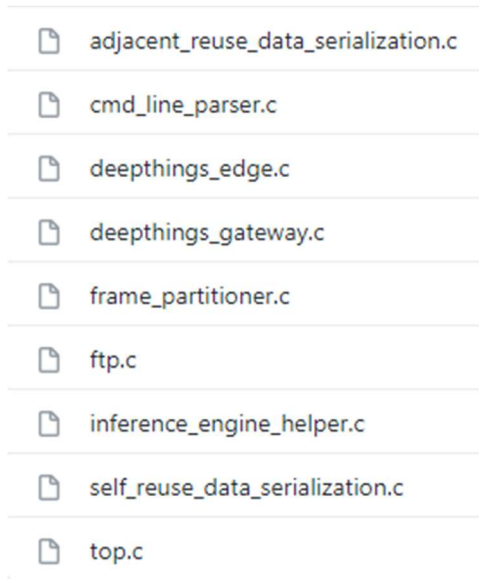 adjacent_reuse_data_serialization.c
cmd_line_parser.c
deepthings_edge.c
deepthings_gateway.c
frame_partitioner.c
ftp.c
inference_engine_helper.c
self_reuse_data_serialization.c
top.c